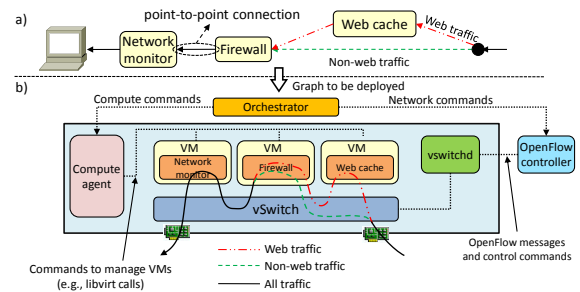 a)
point-to-point connection
Network
monitor
Firewall
Web cache
Web traffic
Non-web traffic
Graph to be deployed
b)
Compute commands
Orchestrator
Network commands
Compute
agent
VM
Network
monitor
VM
Firewall
VM
Web cache
vswitchd
OpenFlow
controller
vSwitch
Commands to manage VMs
(e.g., libvirt calls)
Web traffic
Non-web traffic
All traffic
OpenFlow messages
and control commands